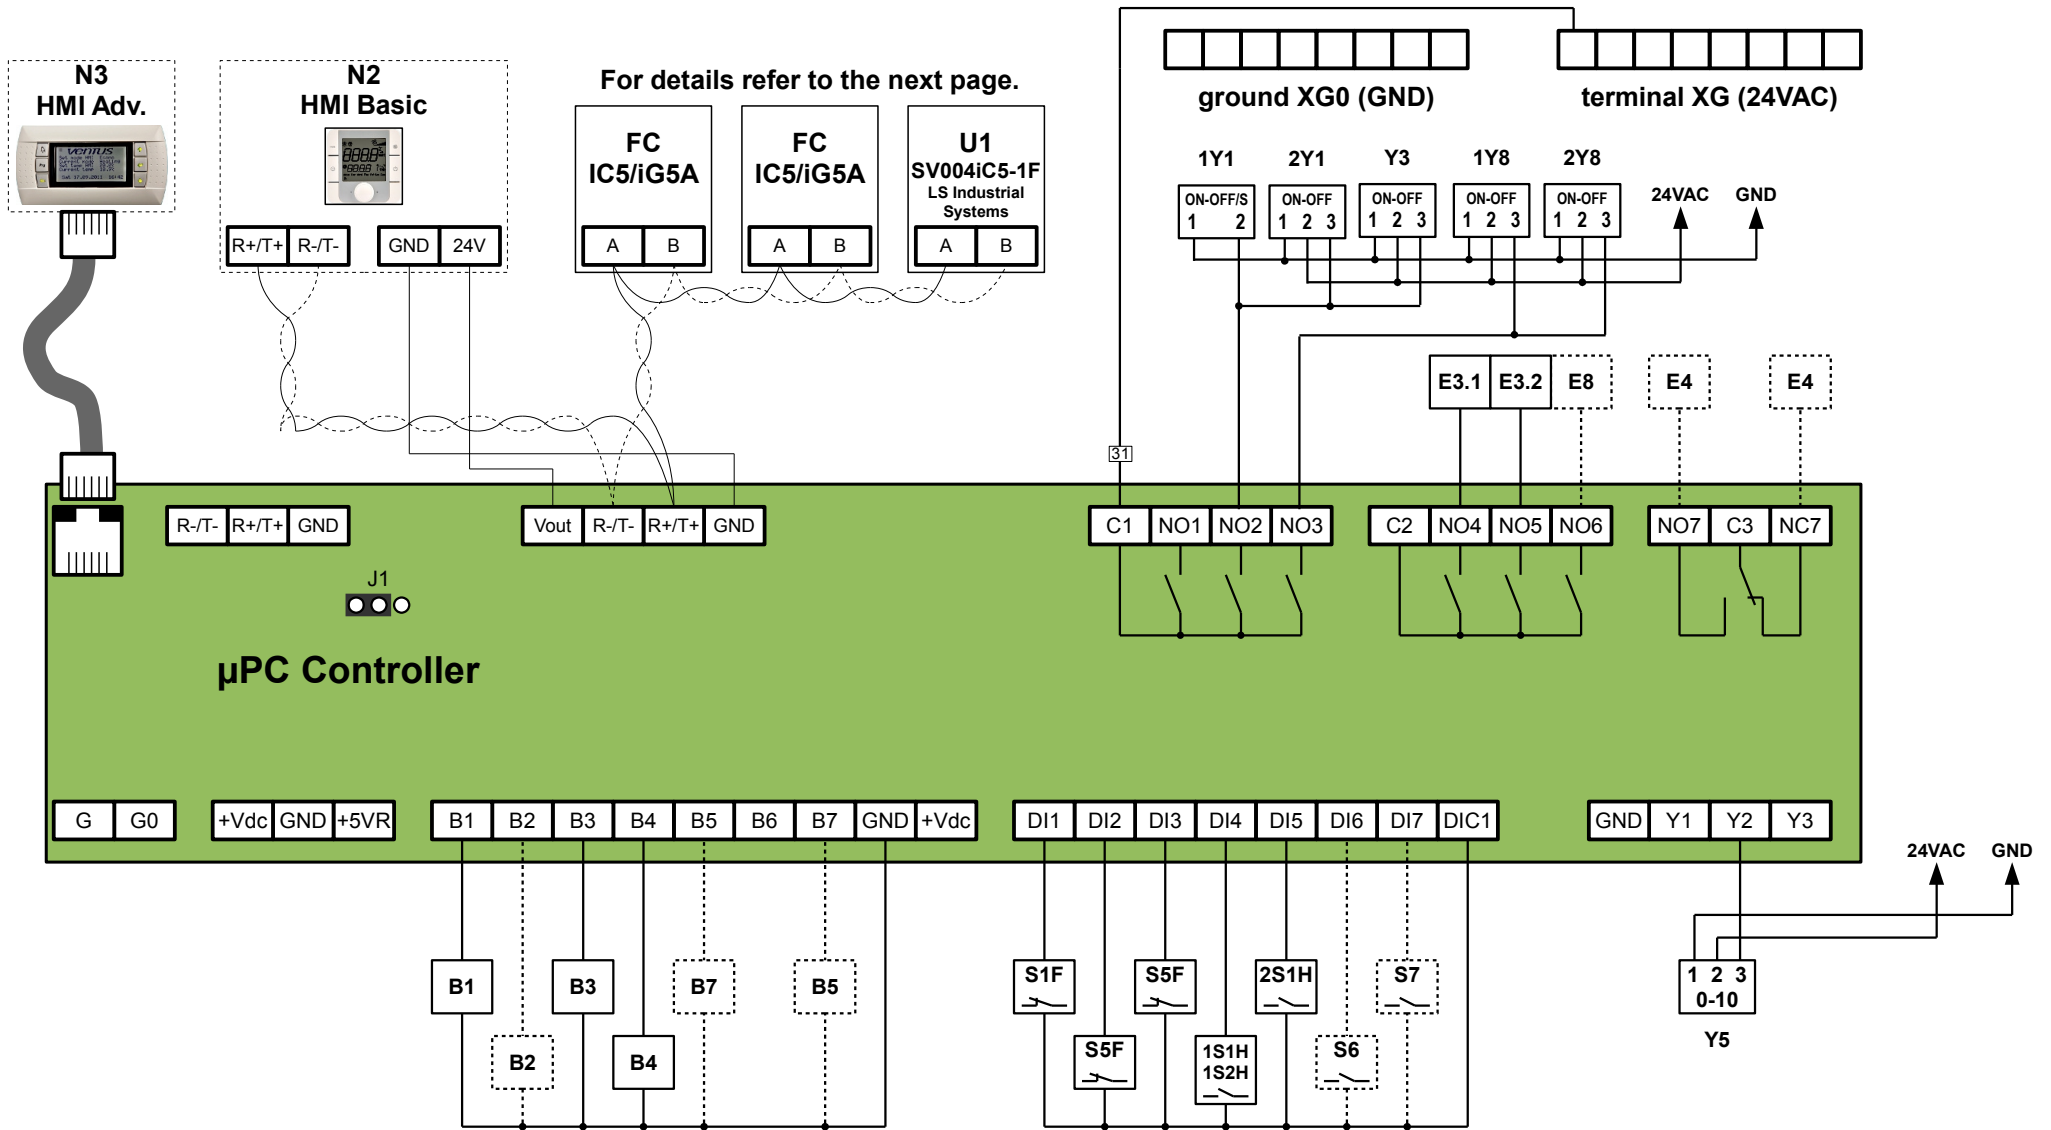 N3
HMI Adv.
VENTUS
N2
HMI Basic
R+/T+ R-/T- GND 24V
For details refer to the next page.
FC
IC5/iG5A
A B
FC
IC5/iG5A
A B
U1
SV004iC5-1F
LS Industrial
Systems
A B
ground XG0 (GND)
terminal XG (24VAC)
1Y1 2Y1 Y3 1Y8 2Y8
ON-OFF/S ON-OFF ON-OFF ON-OFF ON-OFF
1 2 1 2 3 1 2 3 1 2 3 1 2 3
24VAC GND
E3.1 E3.2 E8 E4 E4
31
R-/T- R+/T+ GND
Vout R-/T- R+/T+ GND
C1 NO1 NO2 NO3
C2 NO4 NO5 NO6
NO7 C3 NC7
J1
µPC Controller
G G0
+Vdc GND +5VR
B1 B2 B3 B4 B5 B6 B7 GND +Vdc
DI1 DI2 DI3 DI4 DI5 DI6 DI7 DIC1
GND Y1 Y2 Y3
24VAC GND
B1 B3 B7 B5
B2 B4
S1F S5F 2S1H S7
S5F 1S1H S6
1S2H
1 2 3
0-10
Y5